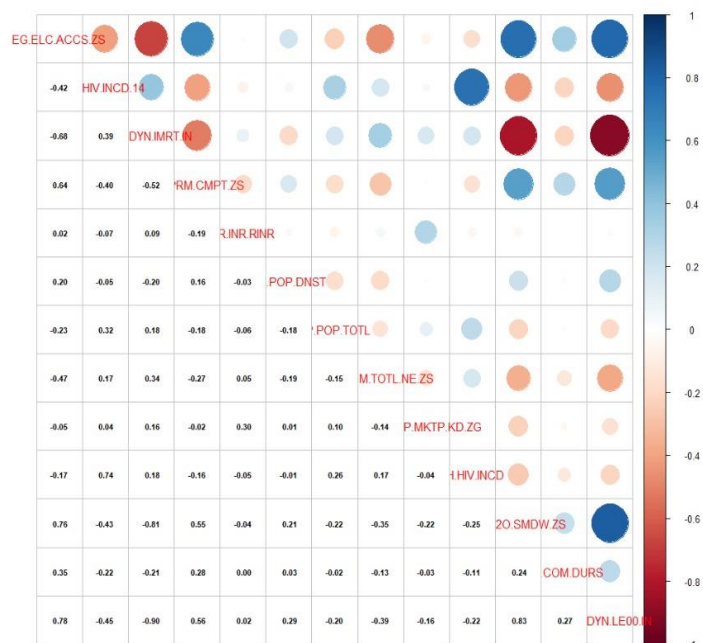 EG.ELC.ACCS.ZS
-0.42 HIV.INCD.14
-0.68 0.39 DYN.IMRT.IN
0.64 -0.40 -0.52 PRM.CMPT.ZS
0.02 -0.07 0.09 -0.19 R.INR.RINR
0.20 -0.05 -0.20 0.16 -0.03 .POP.DNST
-0.23 0.32 0.18 -0.18 -0.06 -0.18 .POP.TOTL
-0.47 0.17 0.34 -0.27 0.05 -0.19 -0.15 M.TOTL.NE.ZS
-0.05 0.04 0.16 -0.02 0.30 0.01 0.10 -0.14 P.MKTP.KD.ZG
-0.17 0.74 0.18 -0.16 -0.05 -0.01 0.26 0.17 -0.04 H.HIV.INCD
0.76 -0.43 -0.81 0.55 -0.04 0.21 -0.22 -0.35 -0.22 -0.25 2O.SMDW.ZS
0.35 -0.22 -0.21 0.28 0.00 0.03 -0.02 -0.13 -0.03 -0.11 0.24 COM.DURS
0.78 -0.45 -0.90 0.56 0.02 0.29 -0.20 -0.39 -0.16 -0.22 0.83 0.27 DYN.LE00.IN
1
0.8
0.6
0.4
0.2
0
-0.2
-0.4
-0.6
-0.8
-1